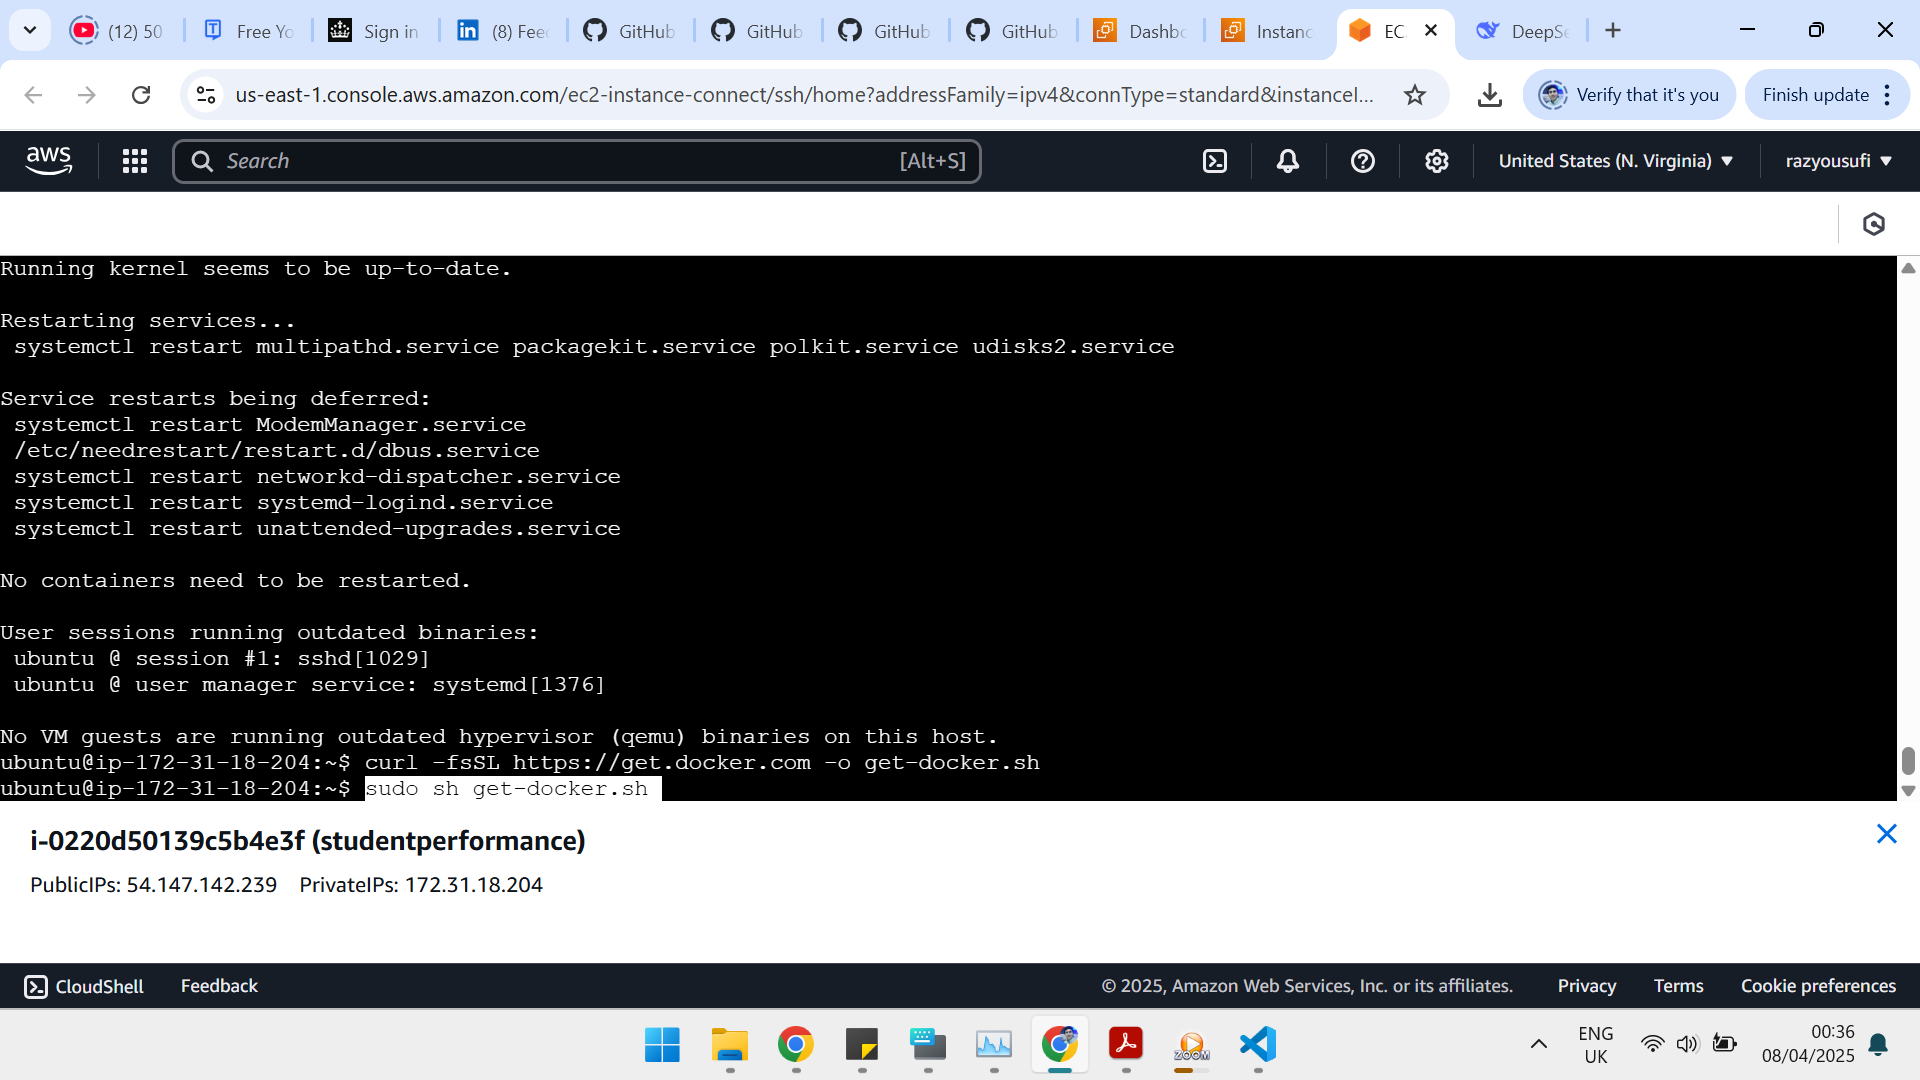 (12) 50
Free Yo
Sign in
(8) Feed
GitHub
GitHub
GitHub
GitHub
Dashbo
Instanc
EC
DeepSe
us-east-1.console.aws.amazon.com/ec2-instance-connect/ssh/home?addressFamily=ipv4&connType=standard&instanceI...
Verify that it's you
Finish update
aws
Search
[Alt+S]
United States (N. Virginia)
razyousufi
Running kernel seems to be up-to-date.
Restarting services...
systemctl restart multipathd.service packagekit.service polkit.service udisks2.service
Service restarts being deferred:
systemctl restart ModemManager.service
/etc/needrestart/restart.d/dbus.service
systemctl restart networkd-dispatcher.service
systemctl restart systemd-logind.service
systemctl restart unattended-upgrades.service
No containers need to be restarted.
User sessions running outdated binaries:
ubuntu @ session #1: sshd[1029]
ubuntu @ user manager service: systemd[1376]
No VM guests are running outdated hypervisor (qemu) binaries on this host.
ubuntu@ip-172-31-18-204:~$ curl -fsSL https://get.docker.com -o get-docker.sh
ubuntu@ip-172-31-18-204:~$ sudo sh get-docker.sh
i-0220d50139c5b4e3f (studentperformance)
PublicIPs: 54.147.142.239 PrivateIPs: 172.31.18.204
CloudShell
Feedback
© 2025, Amazon Web Services, Inc. or its affiliates.
Privacy
Terms
Cookie preferences
ZOOM
ENG
UK
00:36
08/04/2025